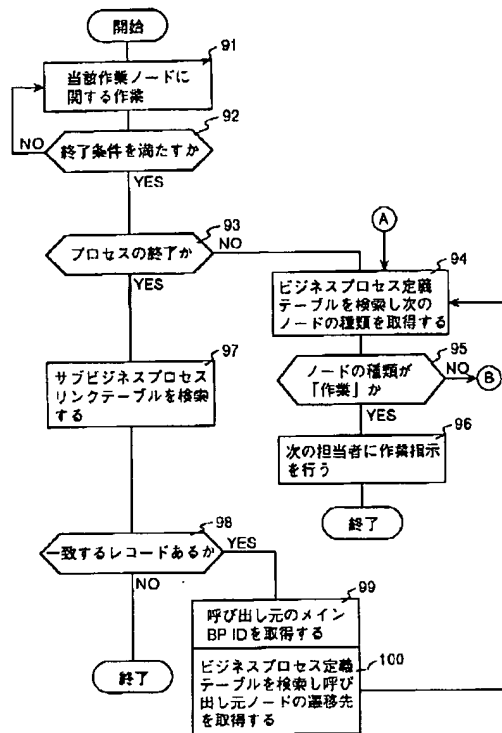 開始
91
当該作業ノードに
関する作業
92
終了条件を満たすか
NO
YES
93
プロセスの終了か
NO
YES
A
94
ビジネスプロセス定義
テーブルを検索し次の
ノードの種類を取得する
95
ノードの種類が
「作業」か
NO
B
YES
96
次の担当者に作業指示
を行う
終了
97
サブビジネスプロセス
リンクテーブルを検索
する
98
一致するレコードあるか
YES
NO
終了
99
呼び出し元のメイン
BP IDを取得する
100
ビジネスプロセス定義
テーブルを検索し呼び
出し元ノードの遷移先
を取得する